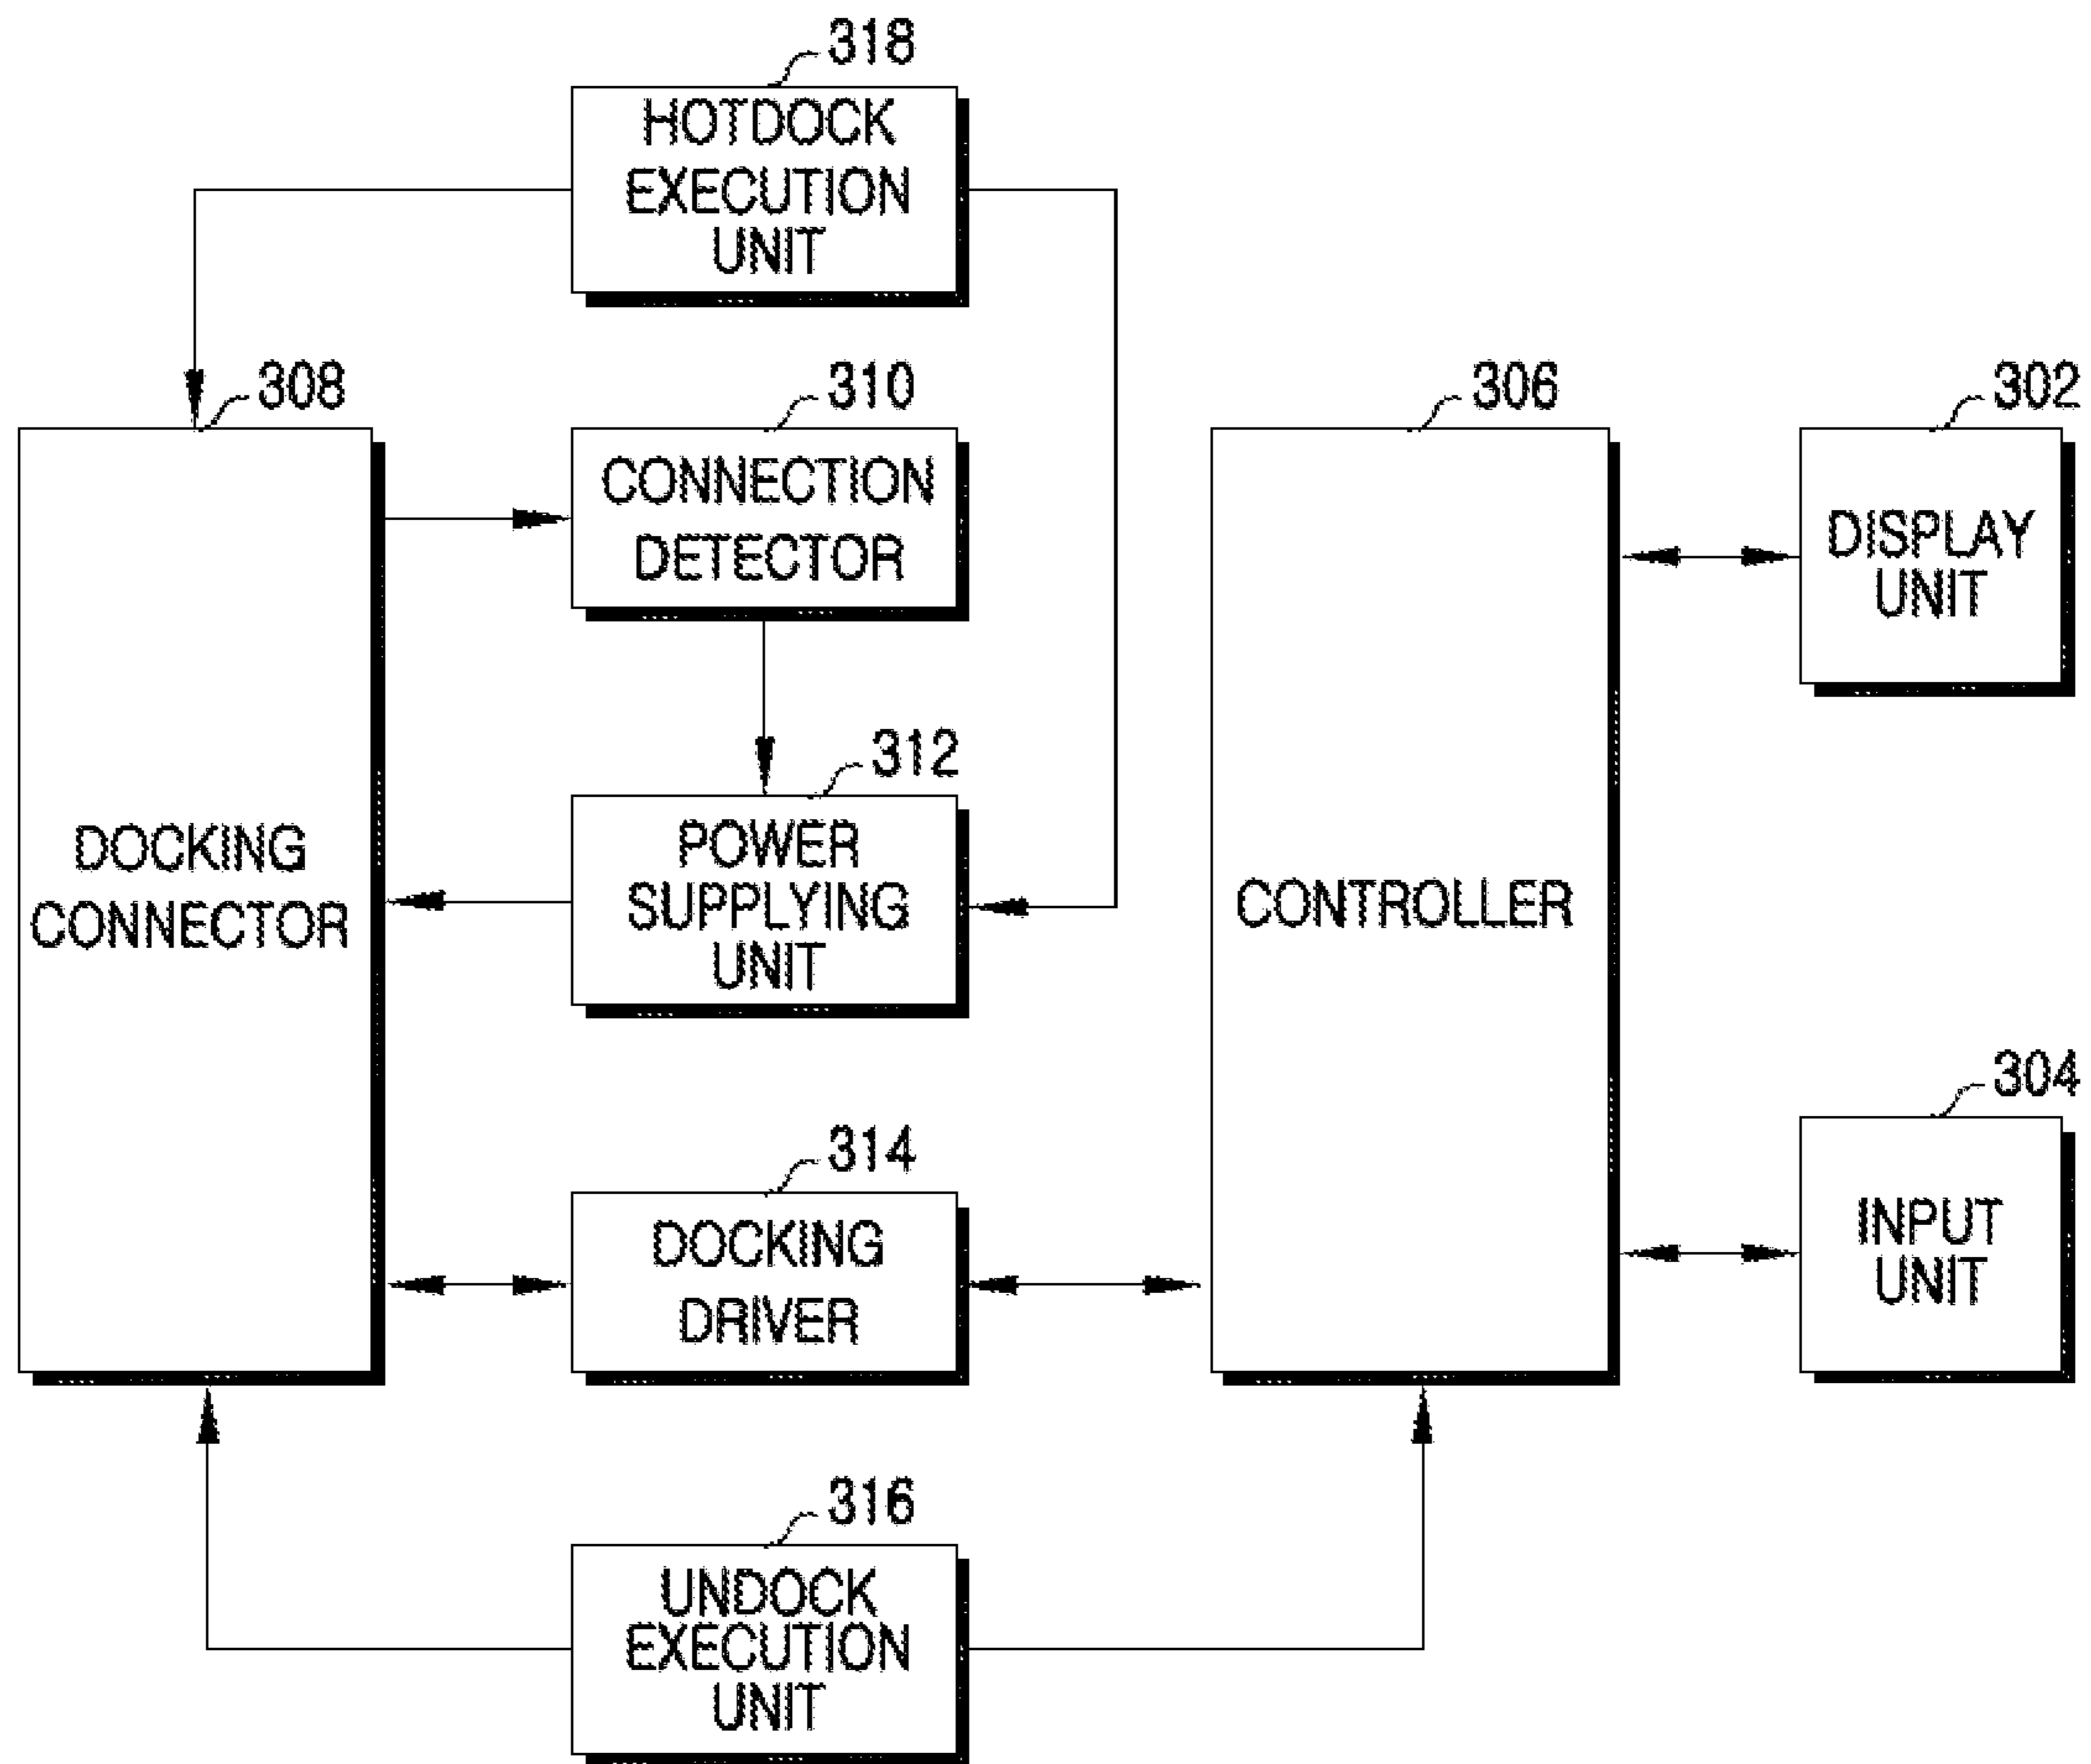 318
HOTDOCK
EXECUTION
UNIT
308
DOCKING
CONNECTOR
310
CONNECTION
DETECTOR
306
CONTROLLER
302
DISPLAY
UNIT
312
POWER
SUPPLYING
UNIT
304
INPUT
UNIT
314
DOCKING
DRIVER
316
UNDOCK
EXECUTION
UNIT